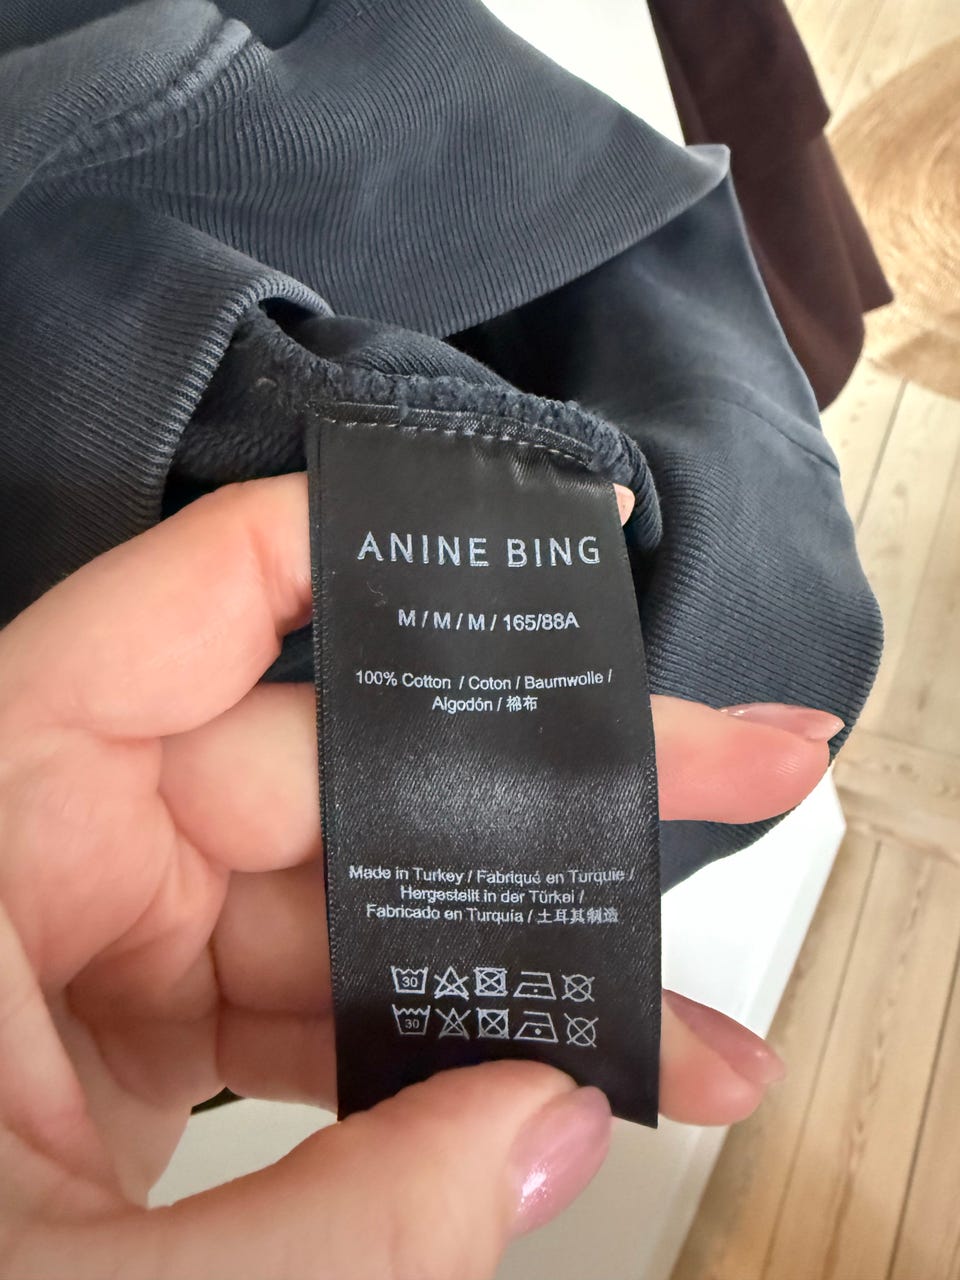 ANINE BING
M / M / M / 165/88A
100% Cotton / Coton / Baumwolle /
Algodón / 棉布
Made in Turkey / Fabriqué en Turquie /
Hergestellt in der Türkei /
Fabricado en Turquía / 土耳其制造
30
30